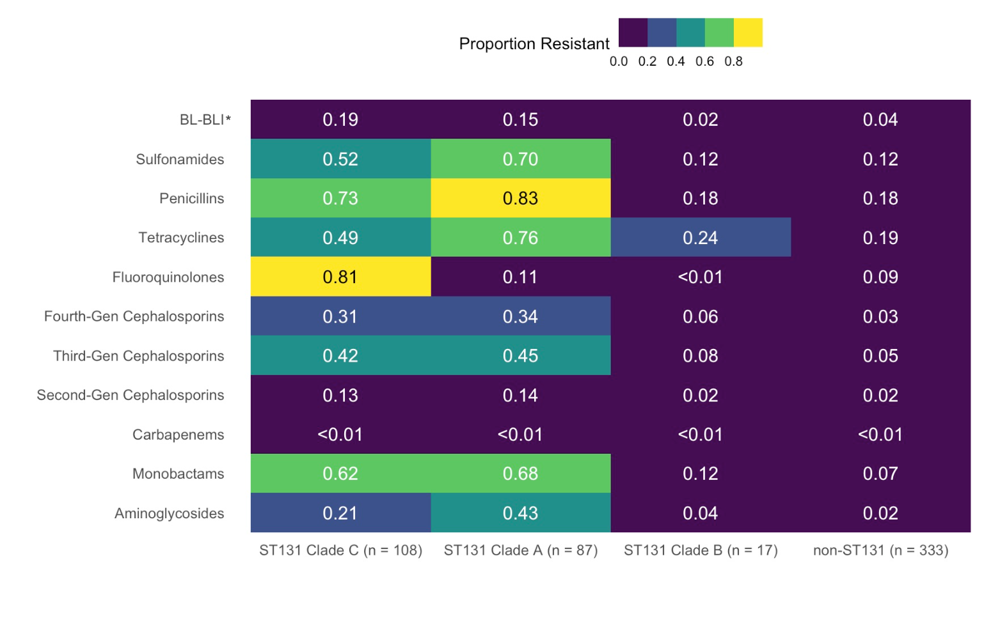 Proportion Resistant
0.0 0.2 0.4 0.6 0.8
BL-BLI* 0.19 0.15 0.02 0.04
Sulfonamides 0.52 0.70 0.12 0.12
Penicillins 0.73 0.83 0.18 0.18
Tetracyclines 0.49 0.76 0.24 0.19
Fluoroquinolones 0.81 0.11 <0.01 0.09
Fourth-Gen Cephalosporins 0.31 0.34 0.06 0.03
Third-Gen Cephalosporins 0.42 0.45 0.08 0.05
Second-Gen Cephalosporins 0.13 0.14 0.02 0.02
Carbapenems <0.01 <0.01 <0.01 <0.01
Monobactams 0.62 0.68 0.12 0.07
Aminoglycosides 0.21 0.43 0.04 0.02
ST131 Clade C (n = 108) ST131 Clade A (n = 87) ST131 Clade B (n = 17) non-ST131 (n = 333)